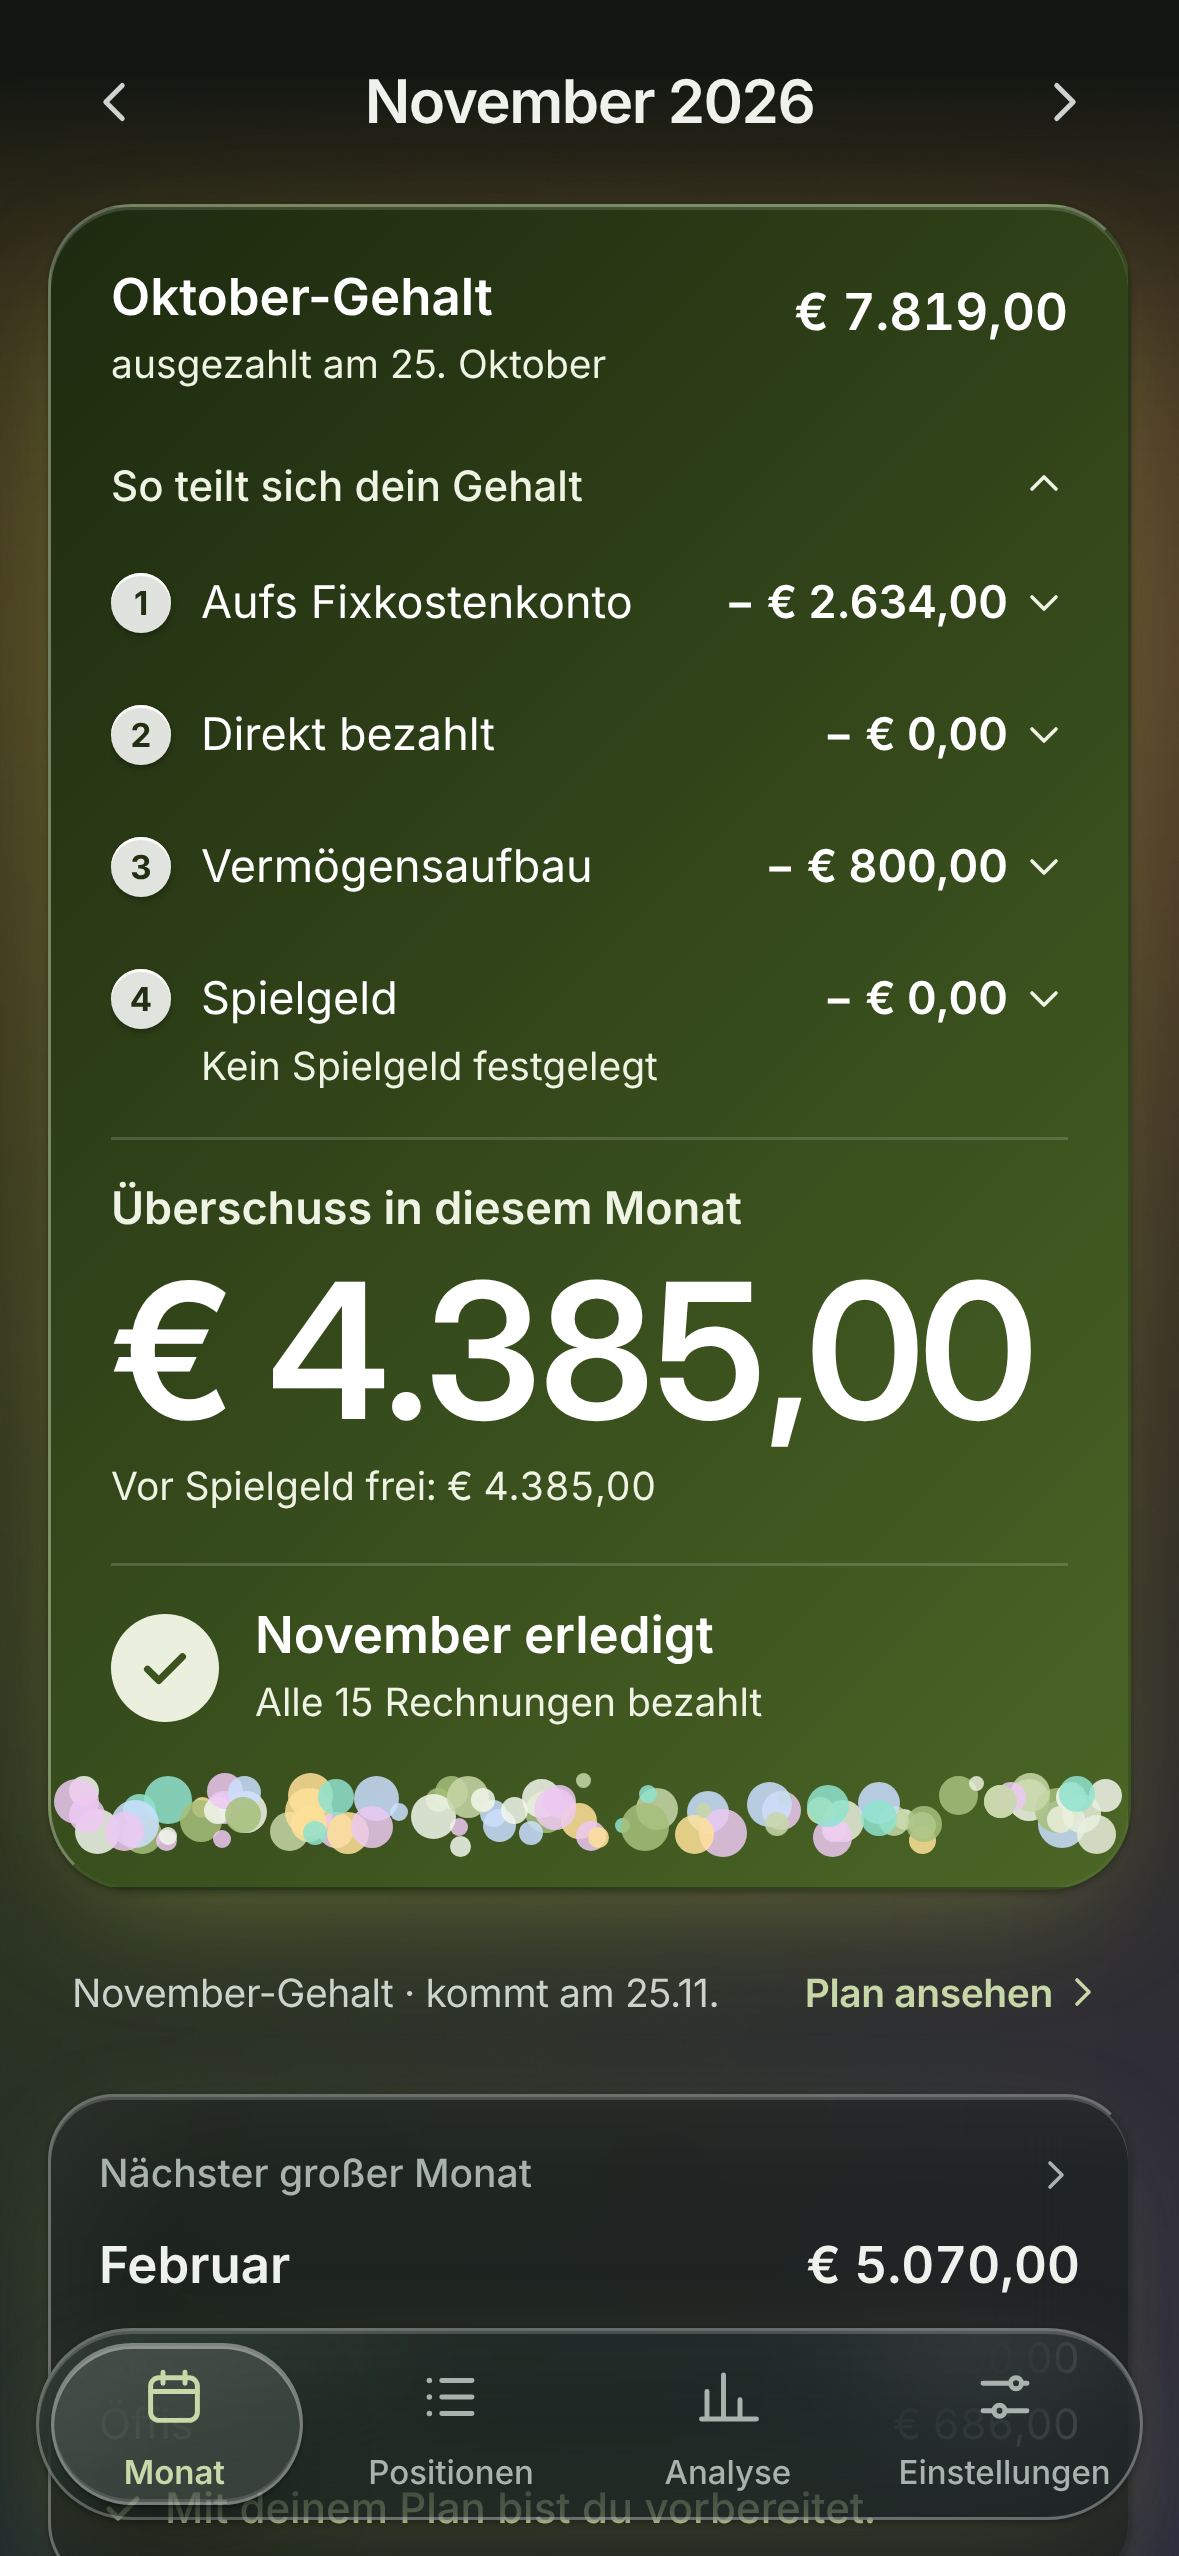 November 2026
Oktober-Gehalt
€ 7.819,00
ausgezahlt am 25. Oktober
So teilt sich dein Gehalt
1 Aufs Fixkostenkonto – € 2.634,00
2 Direkt bezahlt – € 0,00
3 Vermögensaufbau – € 800,00
4 Spielgeld – € 0,00
Kein Spielgeld festgelegt
Überschuss in diesem Monat
€ 4.385,00
Vor Spielgeld frei: € 4.385,00
November erledigt
Alle 15 Rechnungen bezahlt
November-Gehalt · kommt am 25.11. Plan ansehen
Nächster großer Monat
Februar € 5.070,00
Öffis € 686,00
Monat Positionen Analyse Einstellungen
Mit deinem Plan bist du vorbereitet.